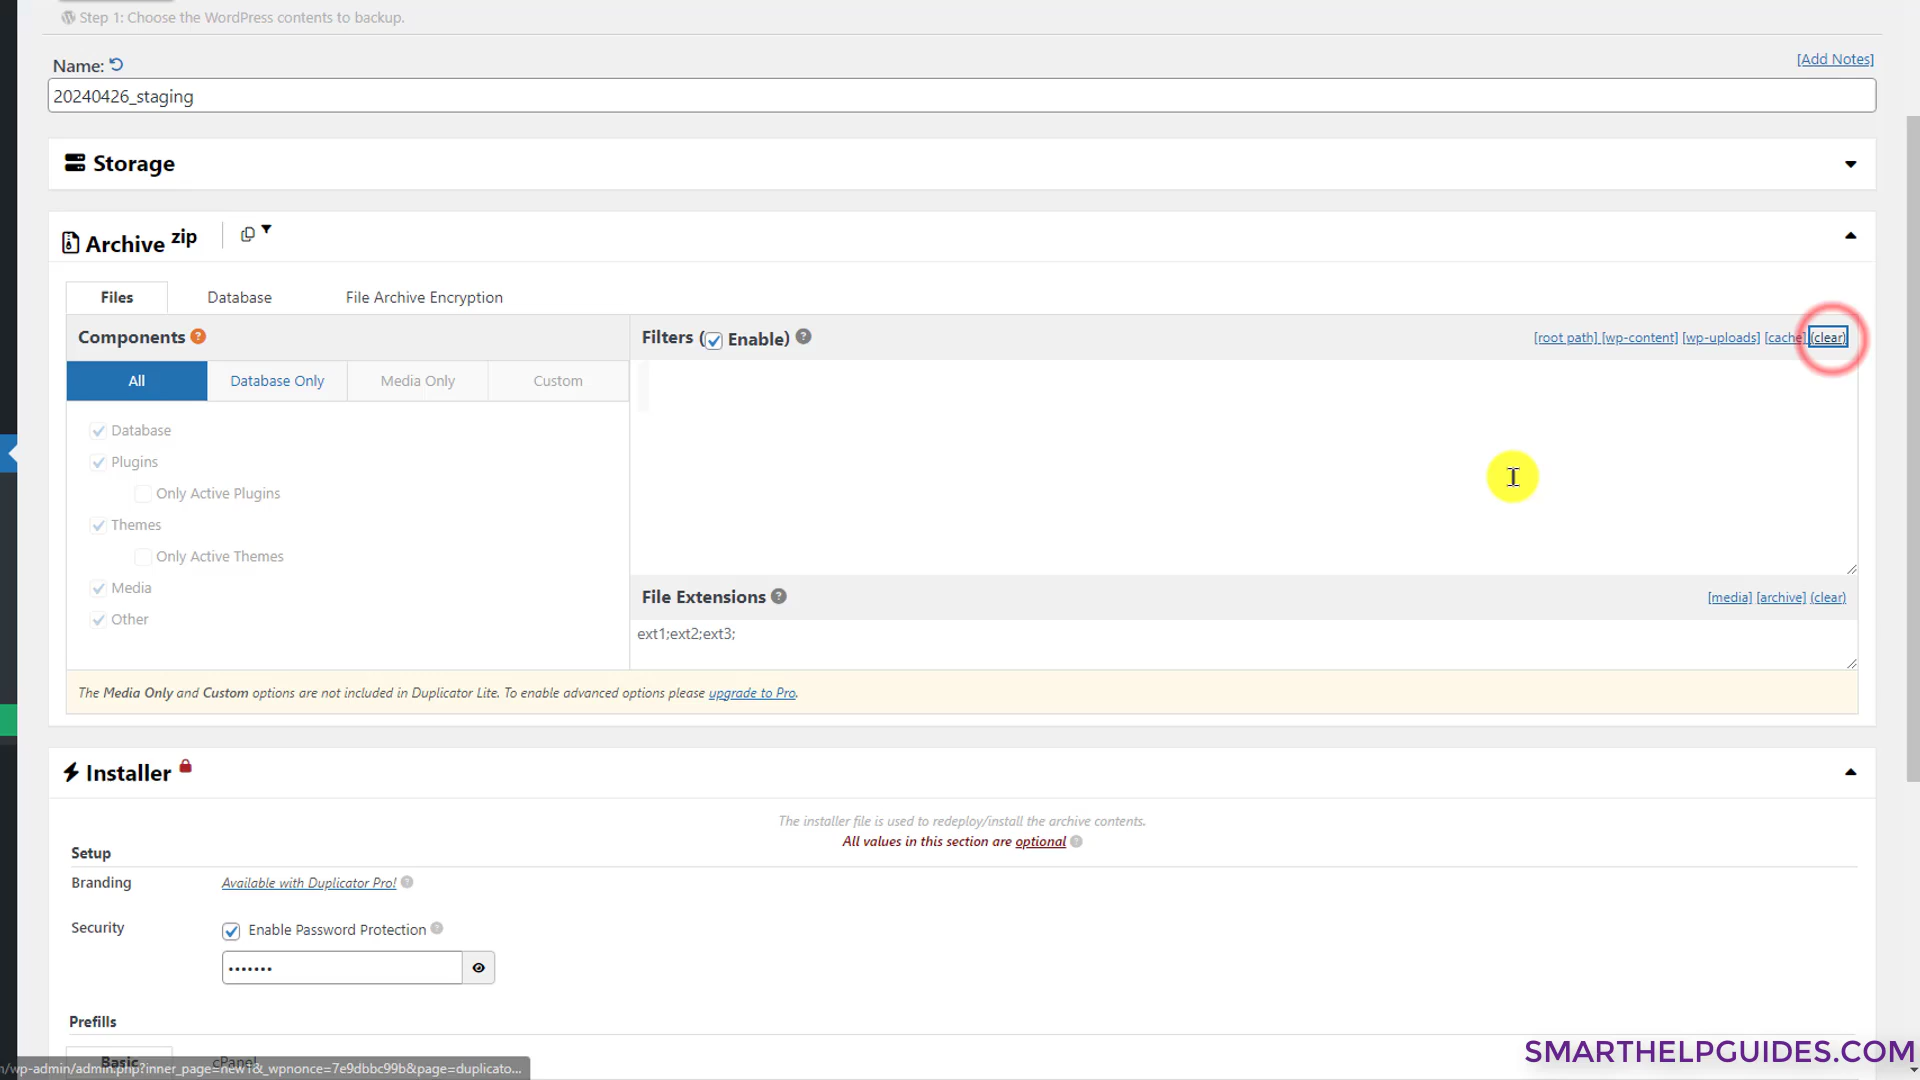 Step 1: Choose the WordPress contents to backup.
Name:
[Add Notes]
20240426_staging
Storage
Archive zip
Files
Database
File Archive Encryption
Components
Filters ( Enable)
[root path] [wp-content] [wp-uploads] [cache] (clear)
All
Database Only
Media Only
Custom
Database
Plugins
Only Active Plugins
Themes
Only Active Themes
Media
Other
File Extensions
[media] [archive] (clear)
ext1;ext2;ext3;
The Media Only and Custom options are not included in Duplicator Lite. To enable advanced options please upgrade to Pro.
Installer
The installer file is used to redeploy/install the archive contents.
All values in this section are optional
Setup
Branding
Available with Duplicator Pro!
Security
Enable Password Protection
•••••••
Prefills
Basic
cPanel
n/wp-admin/admin.php?inner_page=new1&_wpnonce=7e9dbbc99b&page=duplicato...
SMARTHELPGUIDES.COM